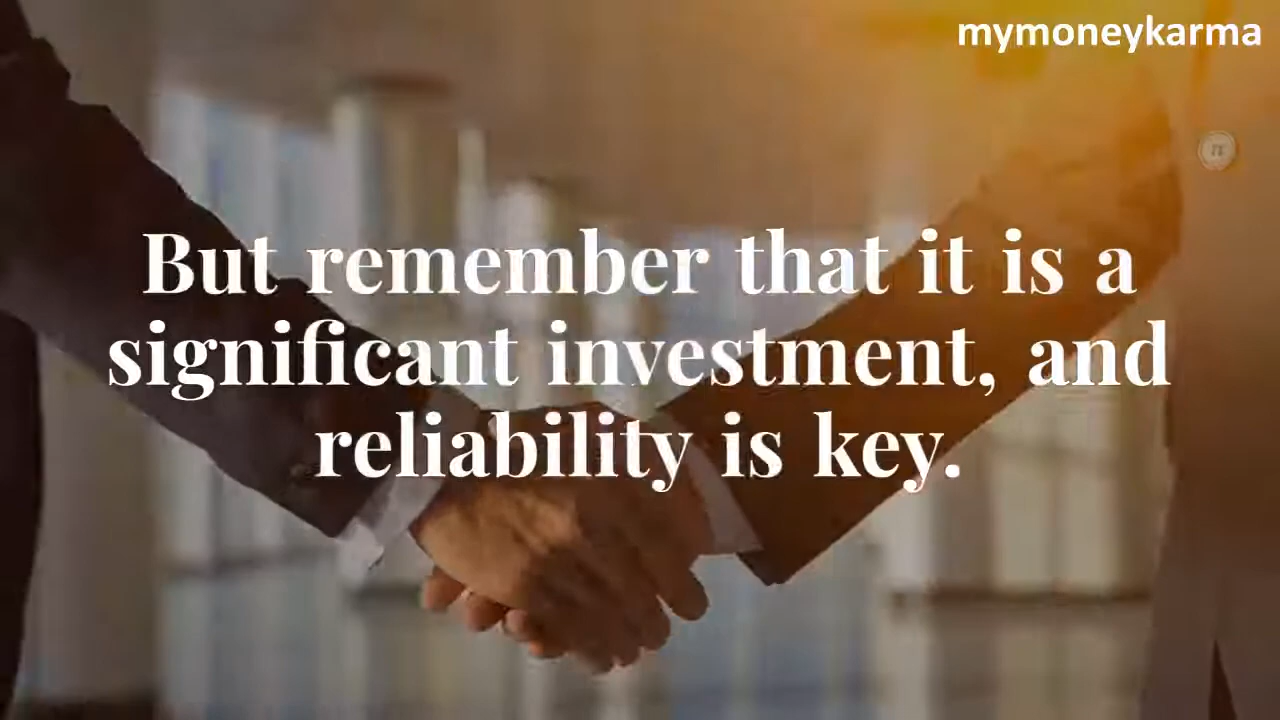 mymoneykarma
But remember that it is a
significant investment, and
reliability is key.